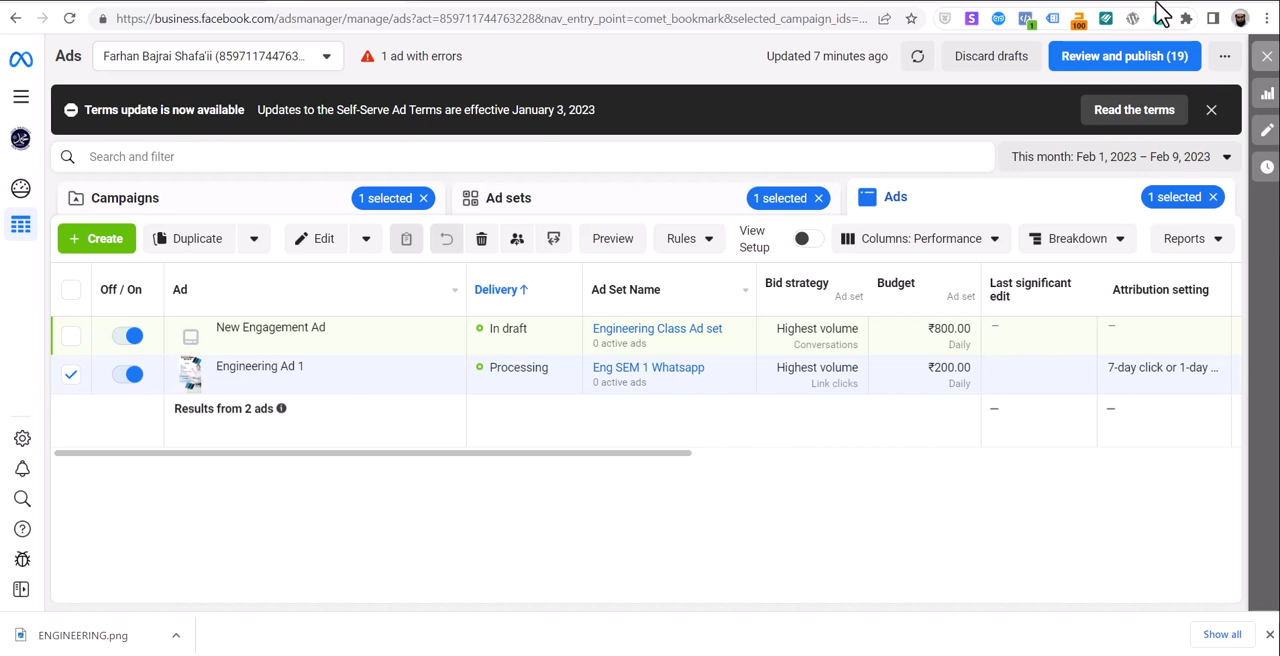 https://business.facebook.com/adsmanager/manage/ads?act=859711744763228&nav_entry_point=comet_bookmark&selected_campaign_ids=...
1
100
Ads
Farhan Bajrai Shafa'ii (859711744763...
1 ad with errors
Updated 7 minutes ago
Discard drafts
Review and publish (19)
Terms update is now available
Updates to the Self-Serve Ad Terms are effective January 3, 2023
Read the terms
Search and filter
This month: Feb 1, 2023 – Feb 9, 2023
Campaigns
1 selected
Ad sets
1 selected
Ads
1 selected
+ Create
Duplicate
Edit
Preview
Rules
View
Setup
Columns: Performance
Breakdown
Reports
Off / On
Ad
Delivery ↑
Ad Set Name
Bid strategy
Ad set
Budget
Ad set
Last significant
edit
Attribution setting
New Engagement Ad
In draft
Engineering Class Ad set
0 active ads
Highest volume
Conversations
₹800.00
Daily
–
–
Engineering Ad 1
Processing
Eng SEM 1 Whatsapp
0 active ads
Highest volume
Link clicks
₹200.00
Daily
7-day click or 1-day ...
Results from 2 ads
—
—
ENGINEERING.png
Show all